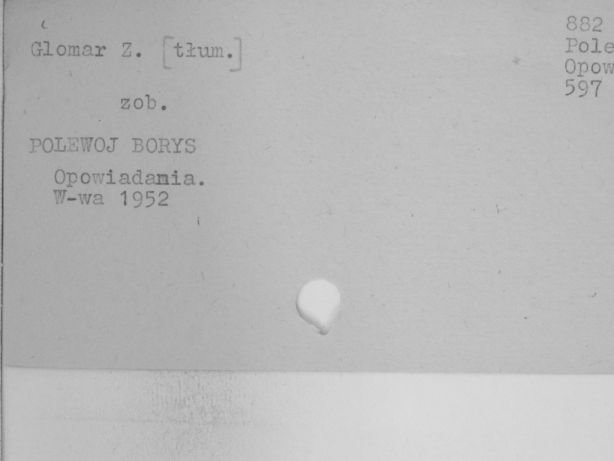 Glomar Z. [tłum.]
882
Pole
Opow
597
zob.
POLEWOJ BORYS
Opowiadania.
W-wa 1952